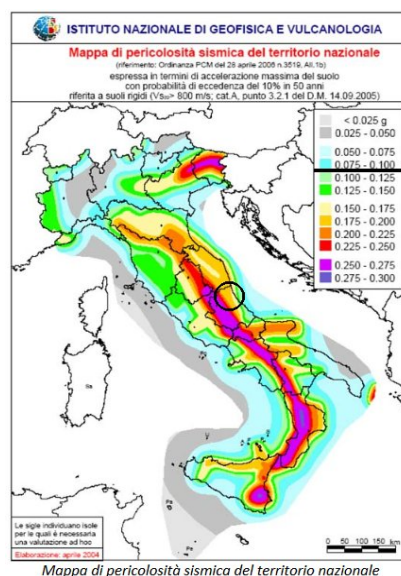 ISTITUTO NAZIONALE DI GEOFISICA E VULCANOLOGIA
Mappa di pericolosità sismica del territorio nazionale
(riferimento: Ordinanza PCM del 28 aprile 2006 n.3519, All.1b)
espressa in termini di accelerazione massima del suolo
con probabilità di eccedenza del 10% in 50 anni
riferita a suoli rigidi (Vs₃₀> 800 m/s; cat.A, punto 3.2.1 del D.M. 14.09.2005)
< 0.025 g
0.025 - 0.050
0.050 - 0.075
0.075 - 0.100
0.100 - 0.125
0.125 - 0.150
0.150 - 0.175
0.175 - 0.200
0.200 - 0.225
0.225 - 0.250
0.250 - 0.275
0.275 - 0.300
Le sigle individuano isole
per le quali è necessaria
una valutazione ad hoc
Elaborazione: aprile 2004
0 50 100 150 km
Mappa di pericolosità sismica del territorio nazionale